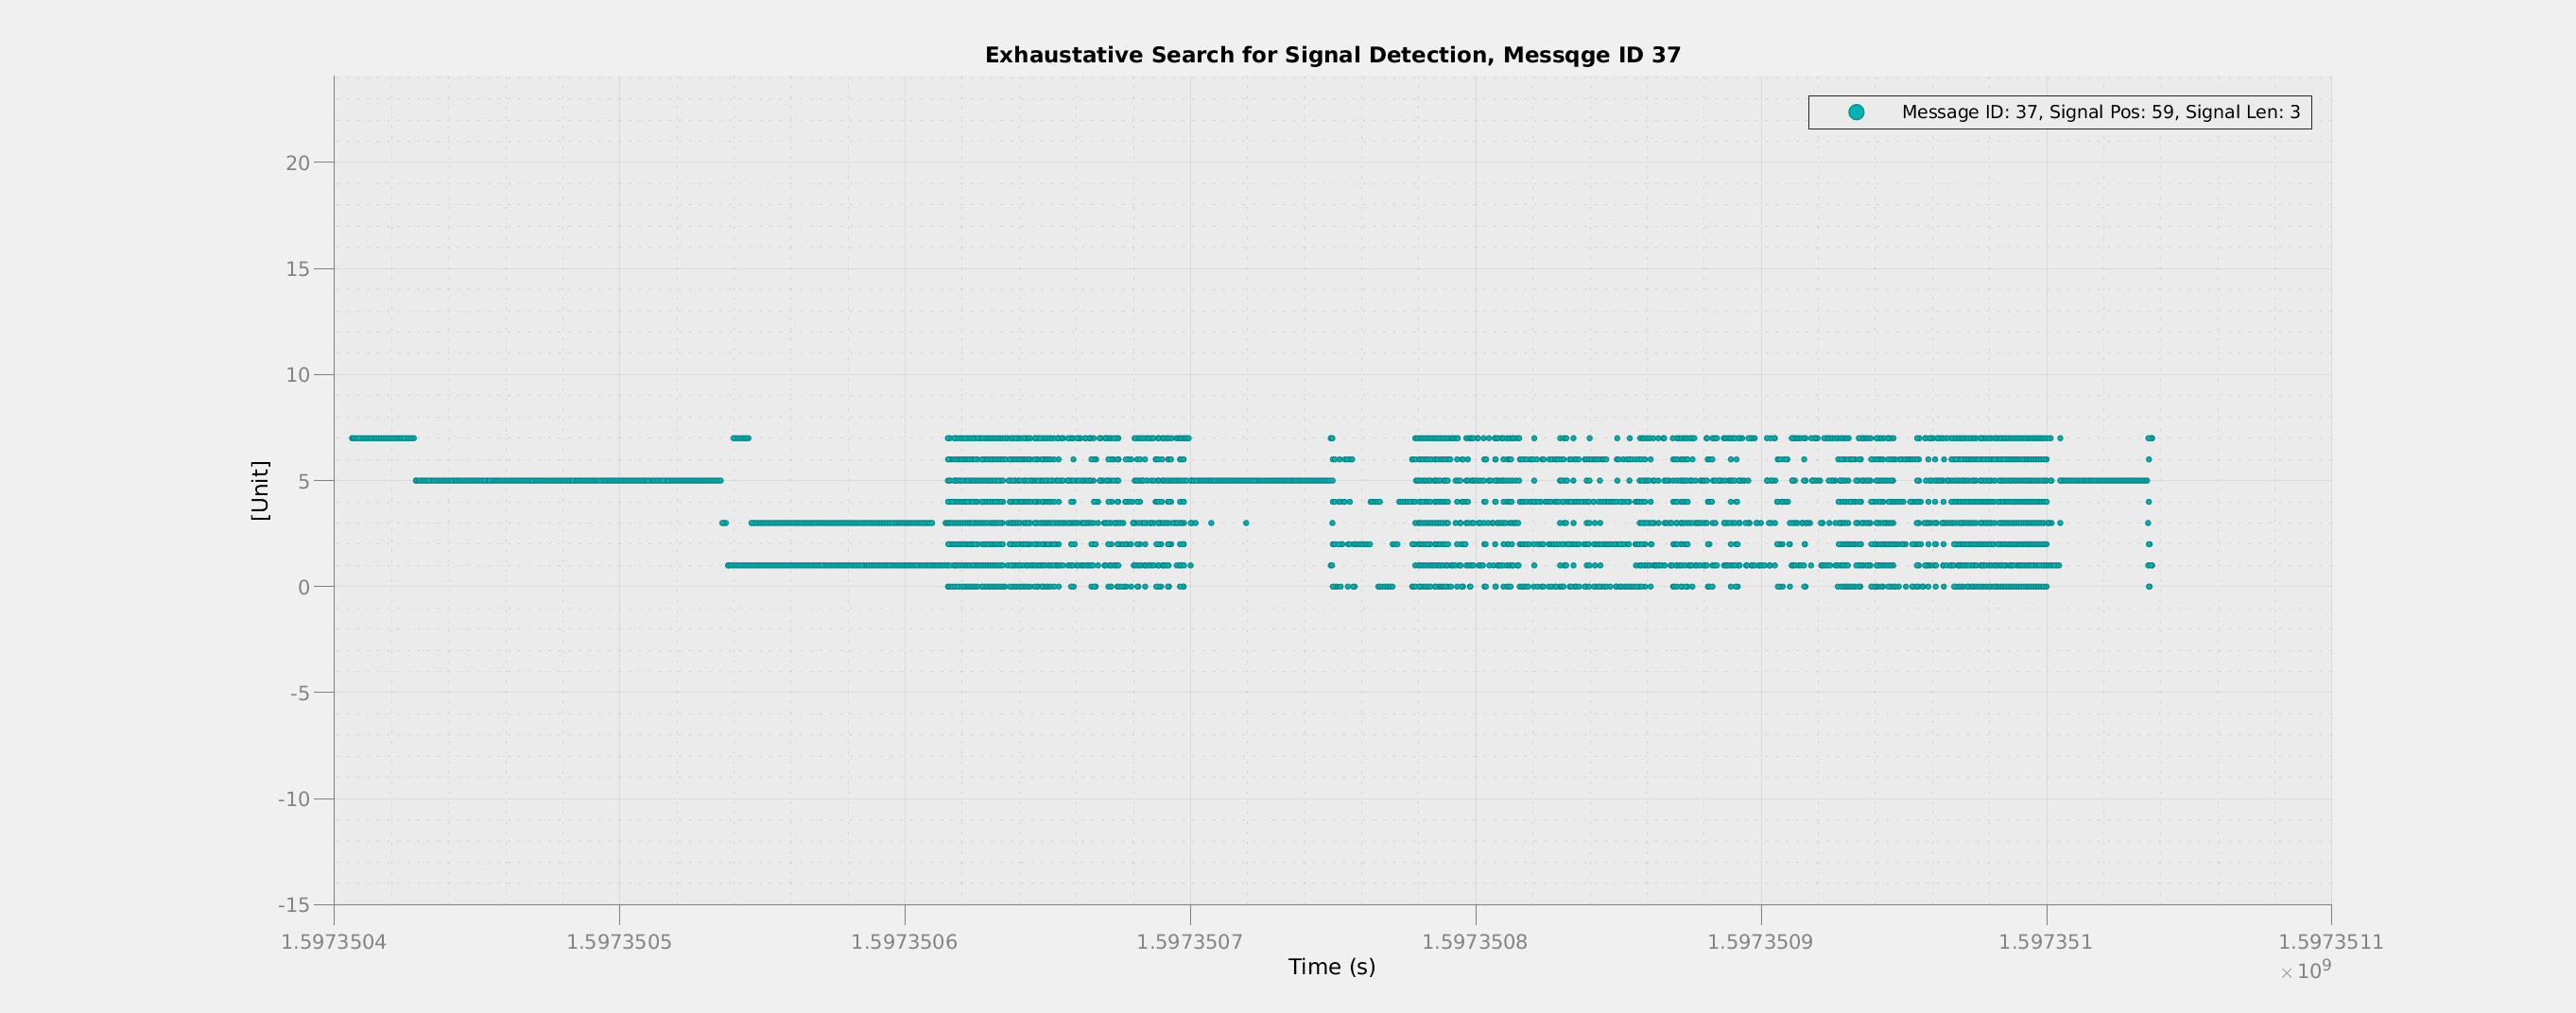 Exhaustative Search for Signal Detection, Messqge ID 37
Message ID: 37, Signal Pos: 59, Signal Len: 3
[Unit]
20
15
10
5
0
-5
-10
-15
1.5973504 1.5973505 1.5973506 1.5973507 1.5973508 1.5973509 1.597351 1.5973511
Time (s)
× 10⁹